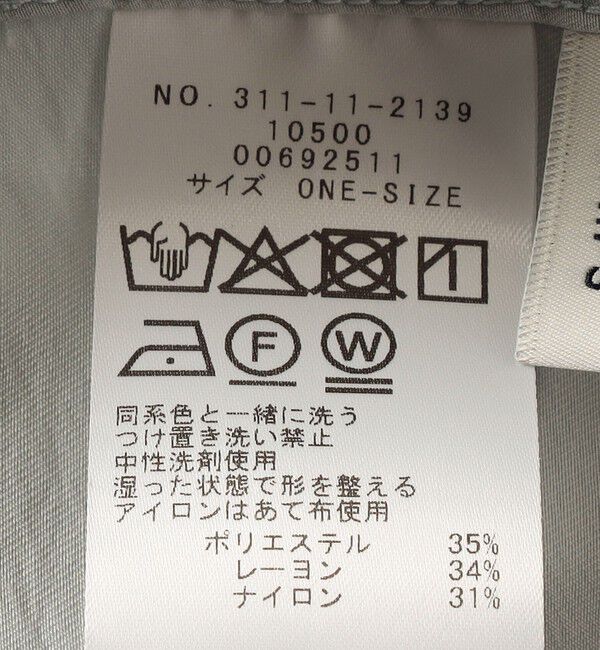 NO. 311-11-2139
10500
00692511
サイズ ONE-SIZE
F
W
同系色と一緒に洗う
つけ置き洗い禁止
中性洗剤使用
湿った状態で形を整える
アイロンはあて布使用
ポリエステル 35%
レーヨン 34%
ナイロン 31%